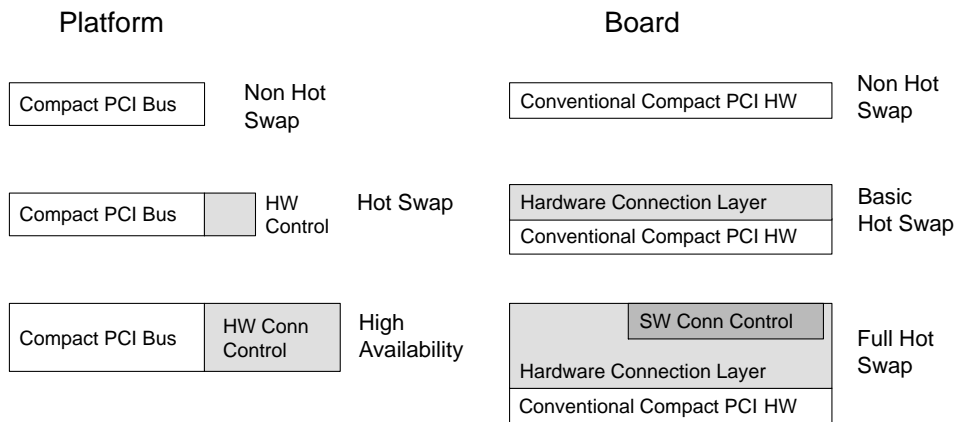 Platform
Board
Compact PCI Bus
Non Hot
Swap
Conventional Compact PCI HW
Non Hot
Swap
Compact PCI Bus
HW
Control
Hot Swap
Hardware Connection Layer
Conventional Compact PCI HW
Basic
Hot Swap
Compact PCI Bus
HW Conn
Control
High
Availability
SW Conn Control
Hardware Connection Layer
Conventional Compact PCI HW
Full Hot
Swap